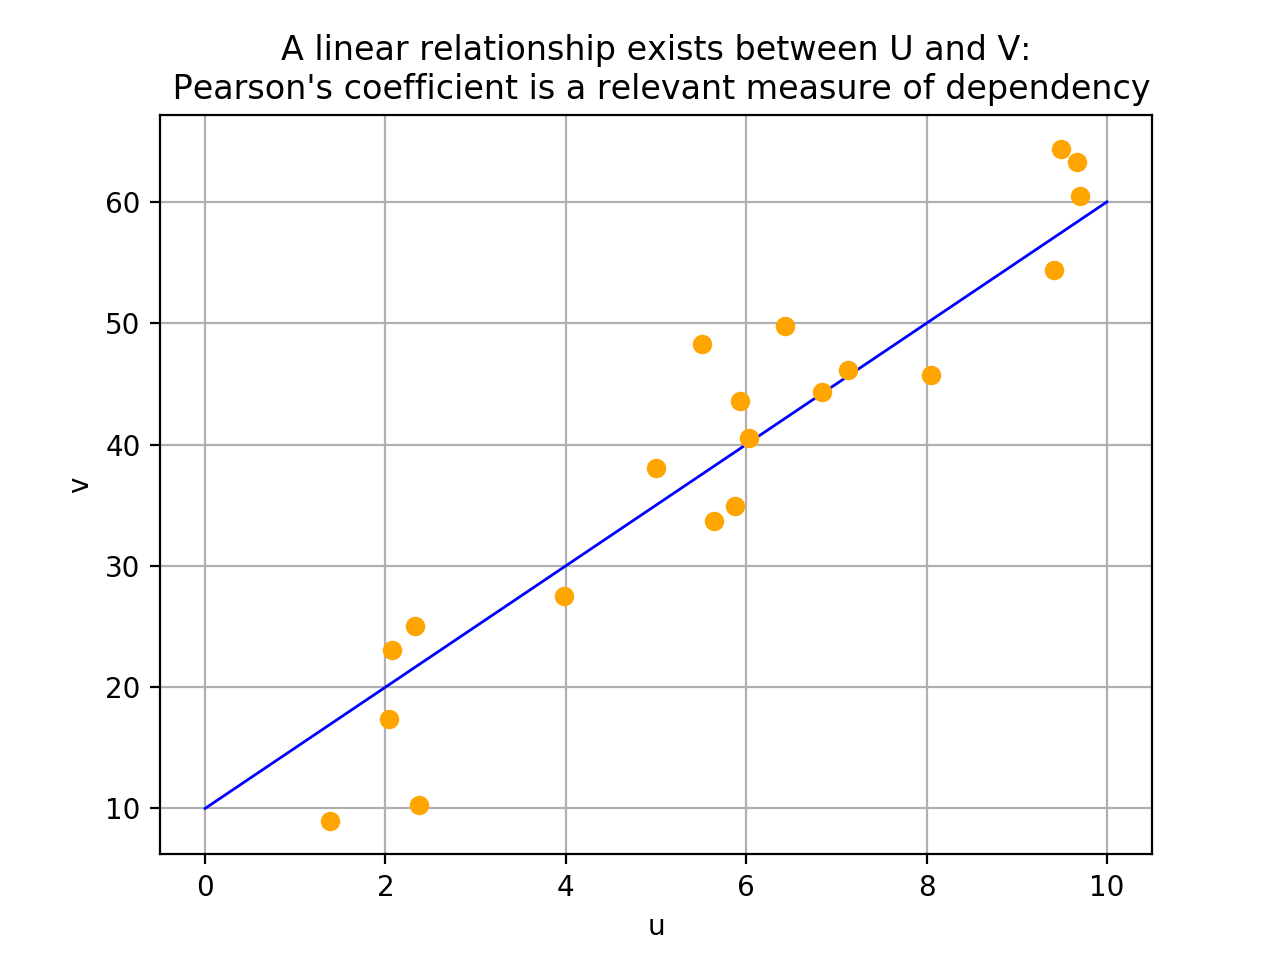 A linear relationship exists between U and V:
Pearson's coefficient is a relevant measure of dependency
60
50
40
30
20
10
v
0 2 4 6 8 10
u